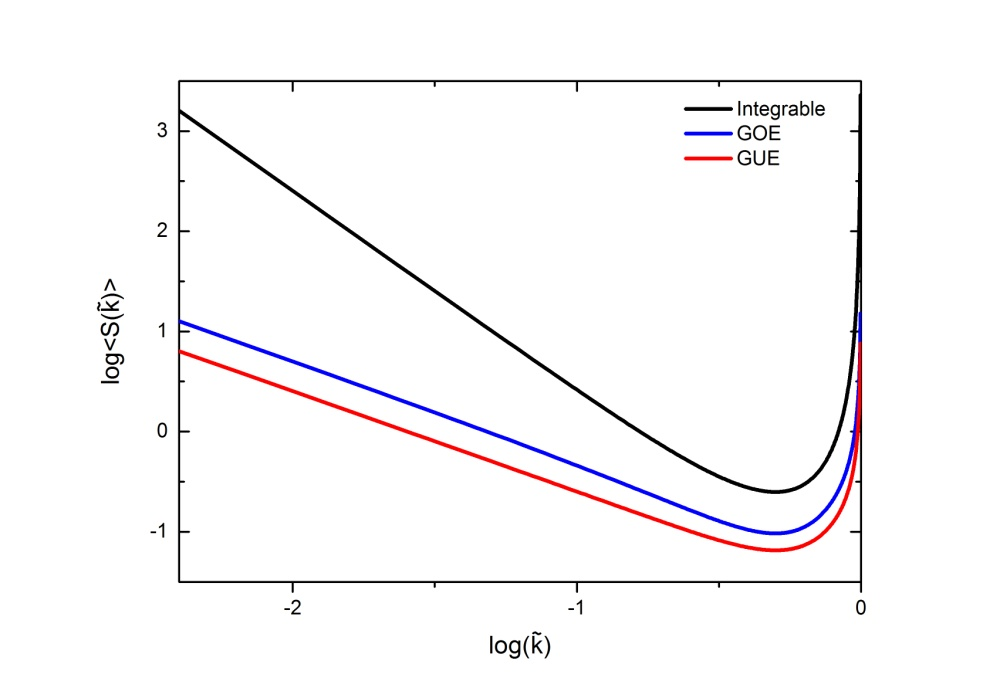 Integrable
GOE
GUE
3
2
1
0
-1
log<S(k̃)>
-2
-1
0
log(k̃)